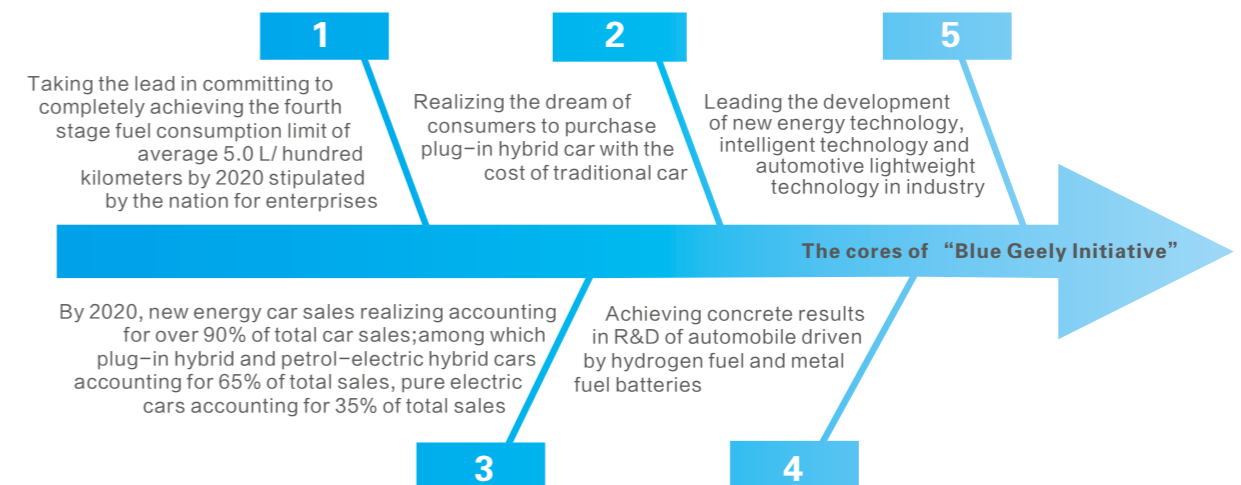 1
Taking the lead in committing to
completely achieving the fourth
stage fuel consumption limit of
average 5.0 L/ hundred
kilometers by 2020 stipulated
by the nation for enterprises
2
Realizing the dream of
consumers to purchase
plug-in hybrid car with the
cost of traditional car
5
Leading the development
of new energy technology,
intelligent technology and
automotive lightweight
technology in industry
The cores of “Blue Geely Initiative”
By 2020, new energy car sales realizing accounting
for over 90% of total car sales;among which
plug-in hybrid and petrol-electric hybrid cars
accounting for 65% of total sales, pure electric
cars accounting for 35% of total sales
3
Achieving concrete results
in R&D of automobile driven
by hydrogen fuel and metal
fuel batteries
4